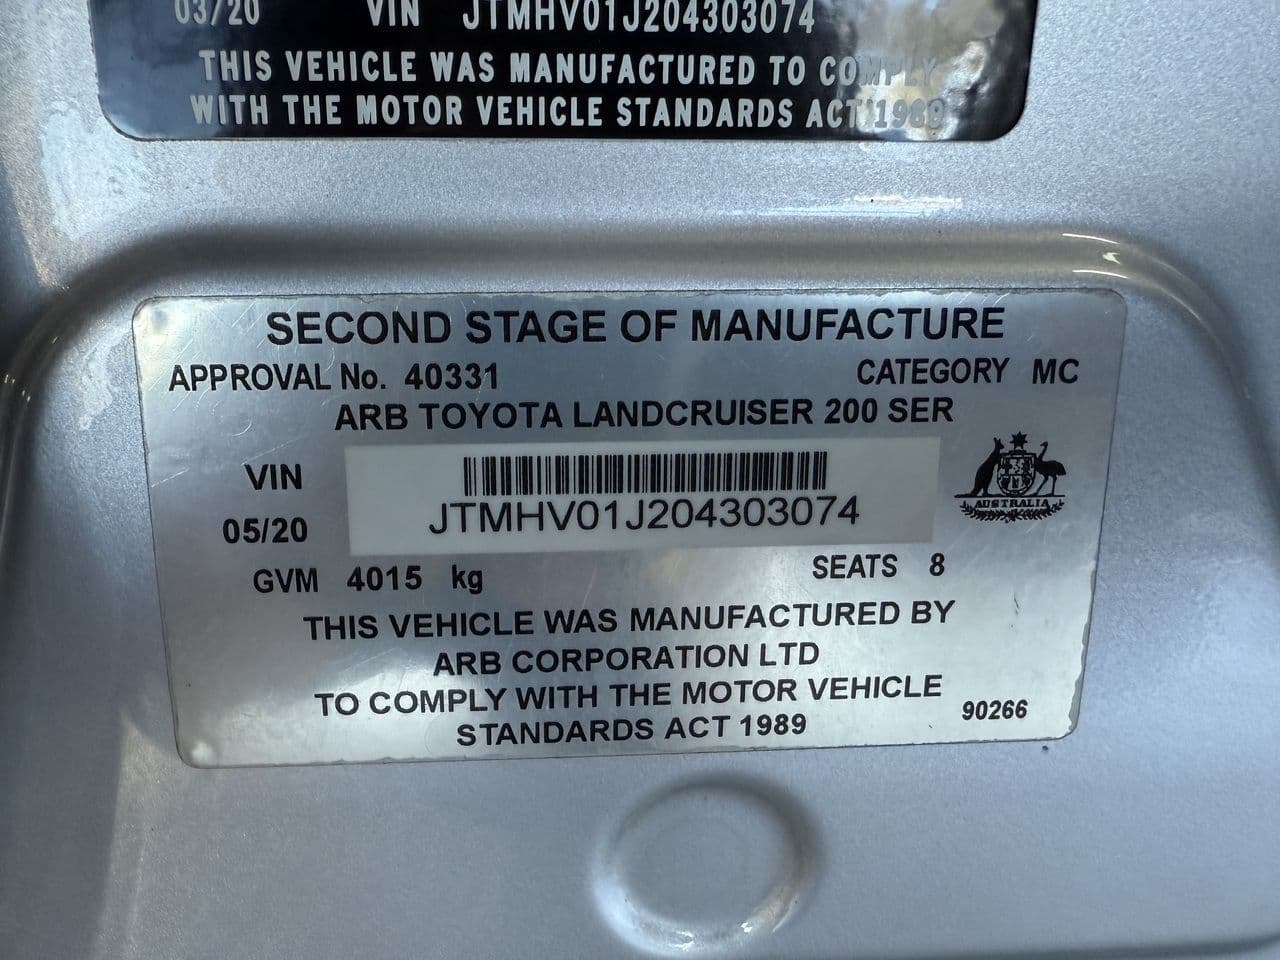 03/20 VIN JTMHV01J204303074
THIS VEHICLE WAS MANUFACTURED TO COMPLY
WITH THE MOTOR VEHICLE STANDARDS ACT 1989
SECOND STAGE OF MANUFACTURE
APPROVAL No. 40331 CATEGORY MC
ARB TOYOTA LANDCRUISER 200 SER
VIN
JTMHV01J204303074
AUSTRALIA
05/20
GVM 4015 kg SEATS 8
THIS VEHICLE WAS MANUFACTURED BY
ARB CORPORATION LTD
TO COMPLY WITH THE MOTOR VEHICLE
STANDARDS ACT 1989
90266